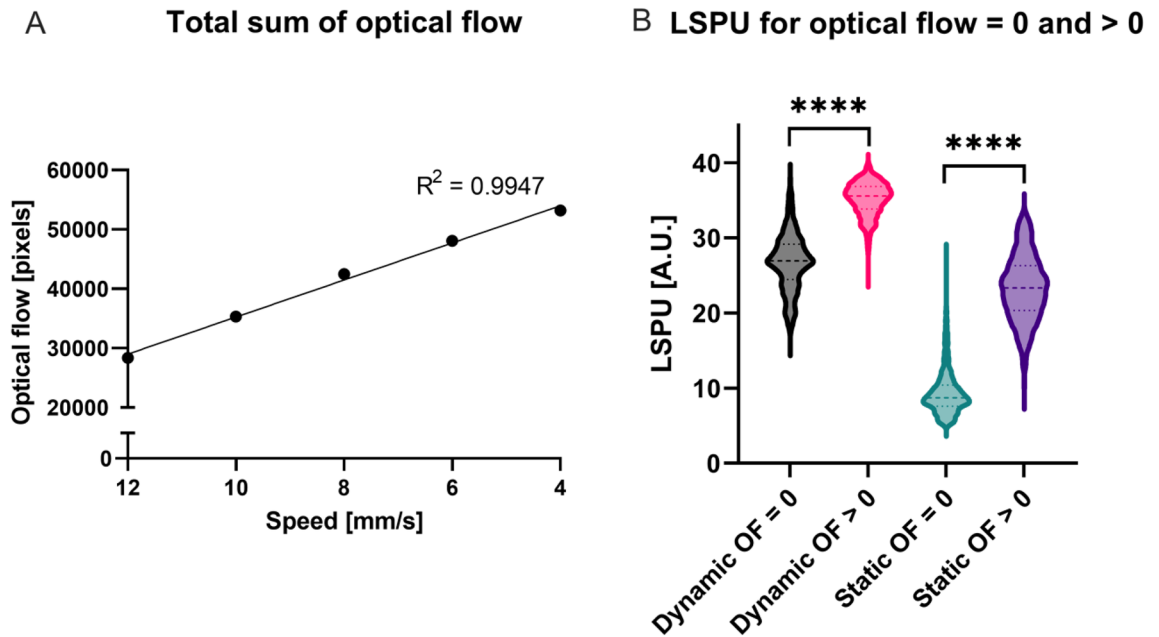 A
Total sum of optical flow
Optical flow [pixels]
60000
50000
40000
30000
20000
0
R² = 0.9947
12 10 8 6 4
Speed [mm/s]
B
LSPU for optical flow = 0 and > 0
LSPU [A.U.]
40
30
20
10
0
****
****
Dynamic OF = 0
Dynamic OF > 0
Static OF = 0
Static OF > 0